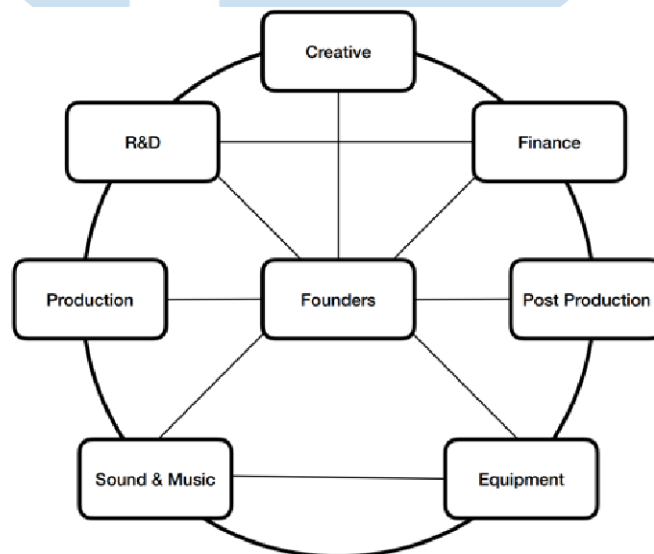 Creative
R&D
Finance
Production
Founders
Post Production
Sound & Music
Equipment